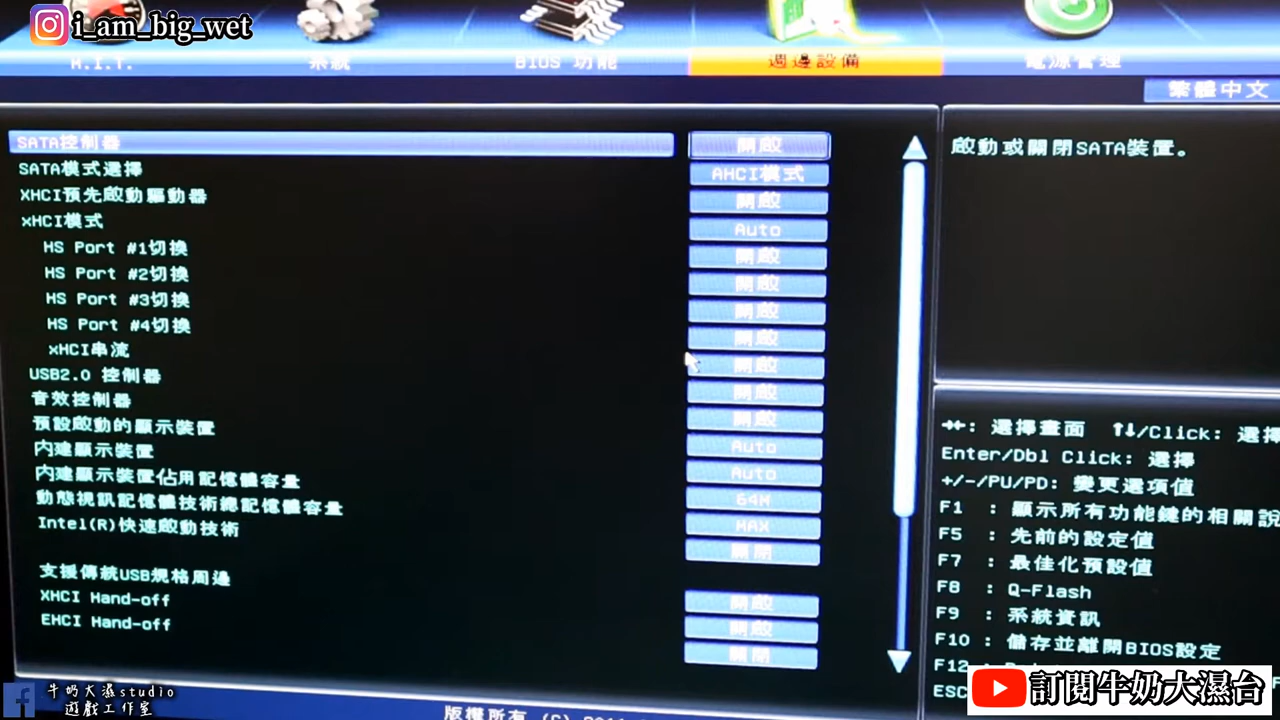 i_am_big_wet
M.I.T.
系統
BIOS 功能
週邊設備
電源管理
繁體中文
SATA控制器 開啟
SATA模式選擇 AHCI模式
XHCI預先啟動驅動器 開啟
xHCI模式 Auto
HS Port #1切換 開啟
HS Port #2切換 開啟
HS Port #3切換 開啟
HS Port #4切換 開啟
xHCI串流 開啟
USB2.0 控制器 開啟
音效控制器 開啟
預設啟動的顯示裝置 Auto
內建顯示裝置 Auto
內建顯示裝置佔用記憶體容量 64M
動態視訊記憶體技術總記憶體容量 MAX
Intel(R)快速啟動技術 關閉
支援傳統USB規格周邊 開啟
XHCI Hand-off 開啟
EHCI Hand-off 關閉
啟動或關閉SATA裝置。
→←: 選擇畫面 ↑↓/Click: 選擇
Enter/Dbl Click: 選擇
+/-/PU/PD: 變更選項值
F1 : 顯示所有功能鍵的相關說
F5 : 先前的設定值
F7 : 最佳化預設值
F8 : Q-Flash
F9 : 系統資訊
F10 : 儲存並離開BIOS設定
F12
ESC
版權所有 (C)
牛奶大濕studio
遊戲工作室
訂閱牛奶大濕台